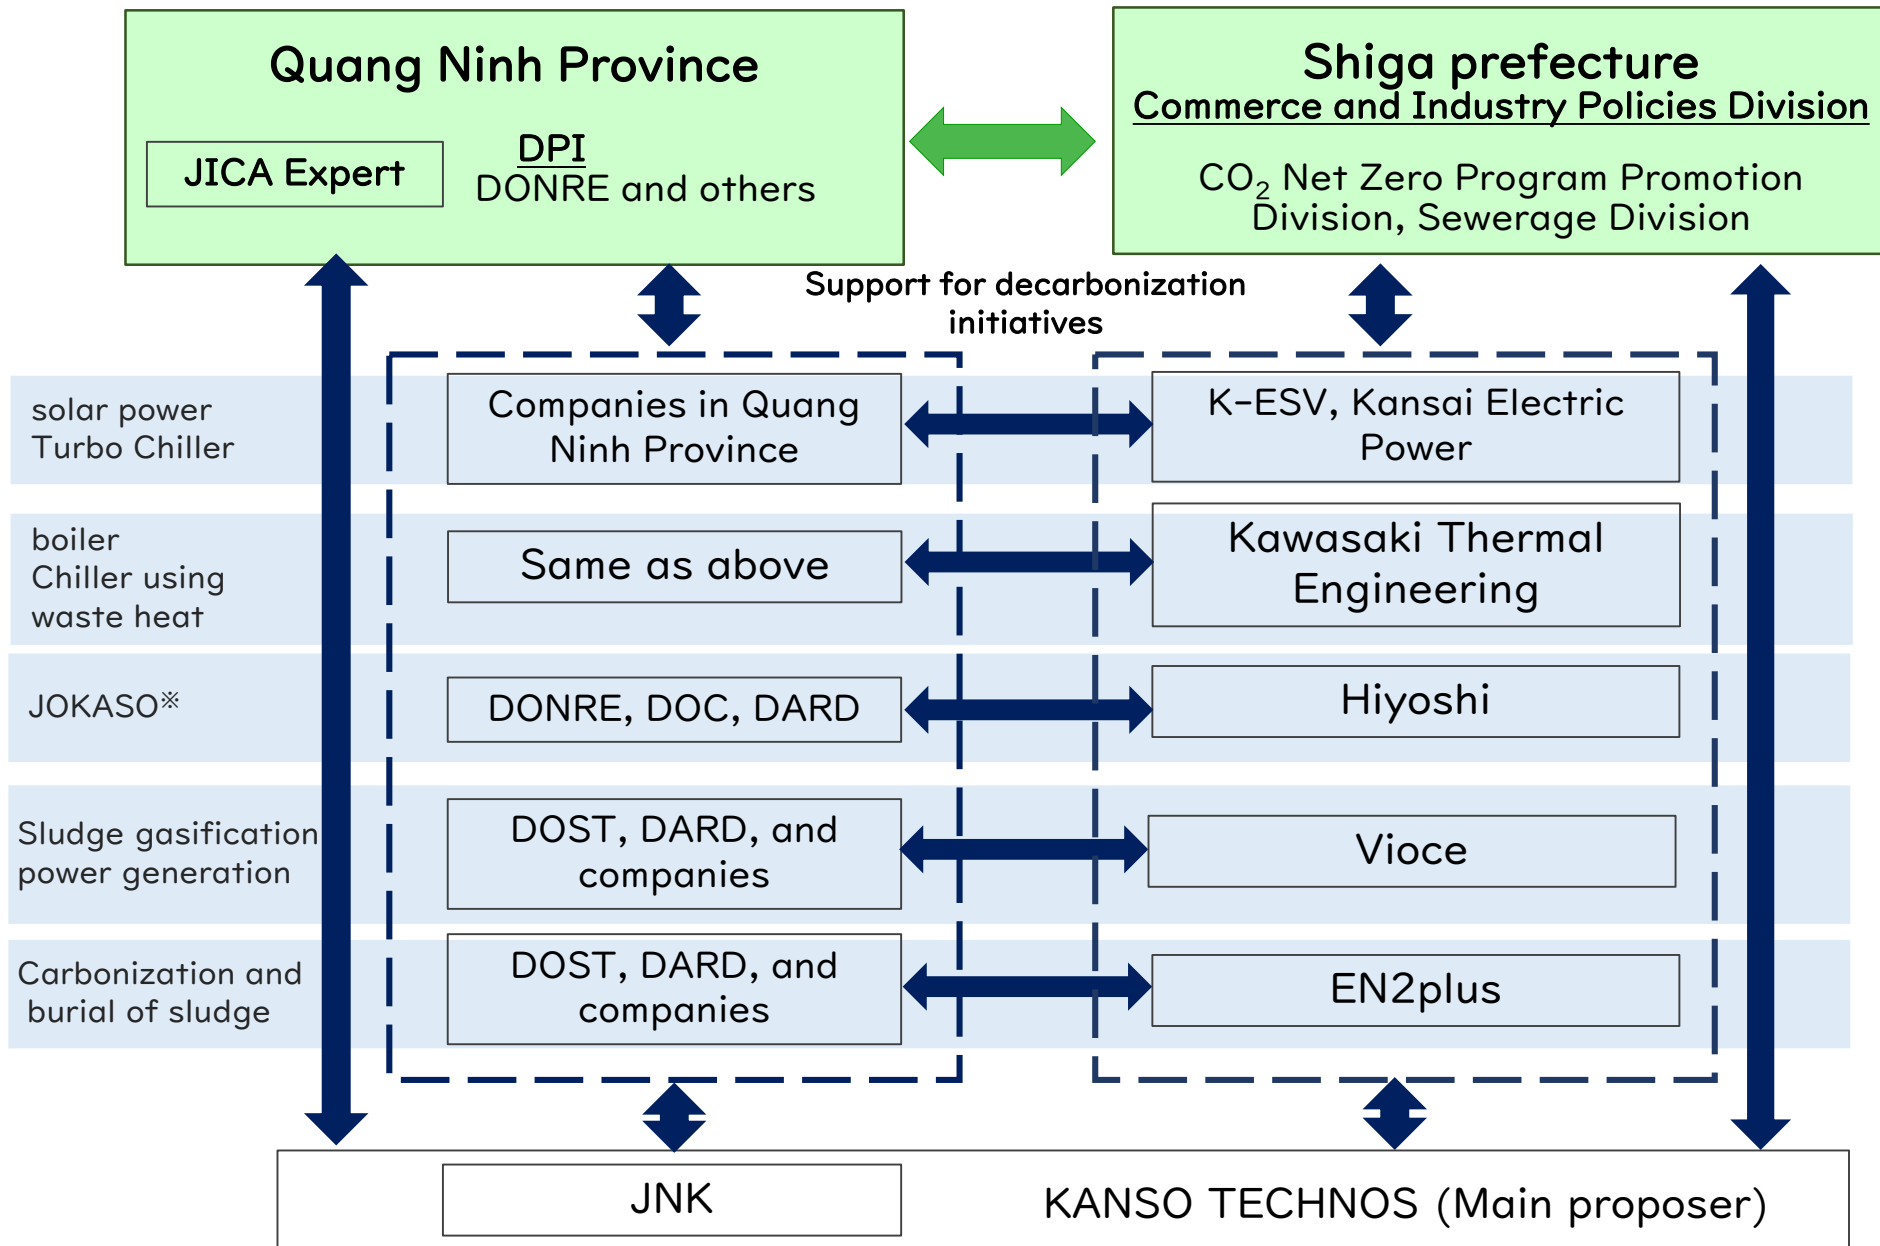 Quang Ninh Province
JICA Expert
DPI
DONRE and others
Shiga prefecture
Commerce and Industry Policies Division
CO₂ Net Zero Program Promotion
Division, Sewerage Division
Support for decarbonization
initiatives
solar power
Turbo Chiller
Companies in Quang
Ninh Province
K-ESV, Kansai Electric
Power
boiler
Chiller using
waste heat
Same as above
Kawasaki Thermal
Engineering
JOKASO※
DONRE, DOC, DARD
Hiyoshi
Sludge gasification
power generation
DOST, DARD, and
companies
Vioce
Carbonization and
burial of sludge
DOST, DARD, and
companies
EN2plus
JNK
KANSO TECHNOS (Main proposer)